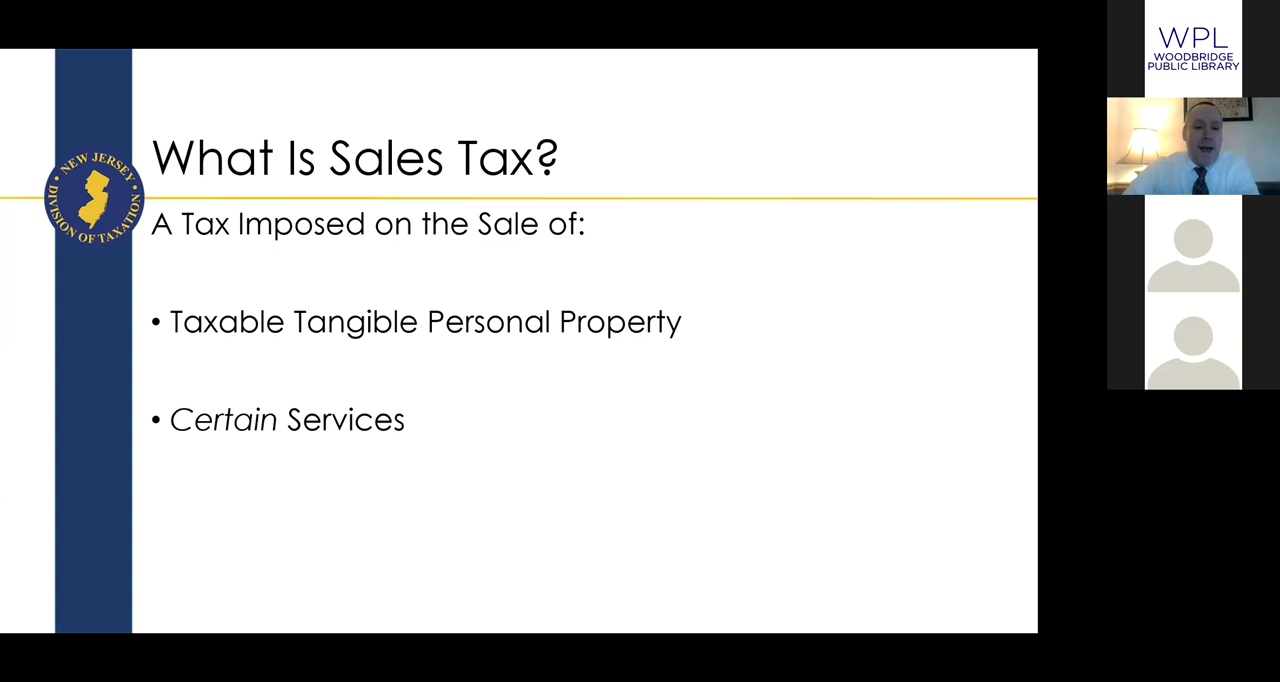 What Is Sales Tax?
NEW JERSEY
DIVISION OF TAXATION
A Tax Imposed on the Sale of:
• Taxable Tangible Personal Property
• Certain Services
WPL
WOODBRIDGE
PUBLIC LIBRARY